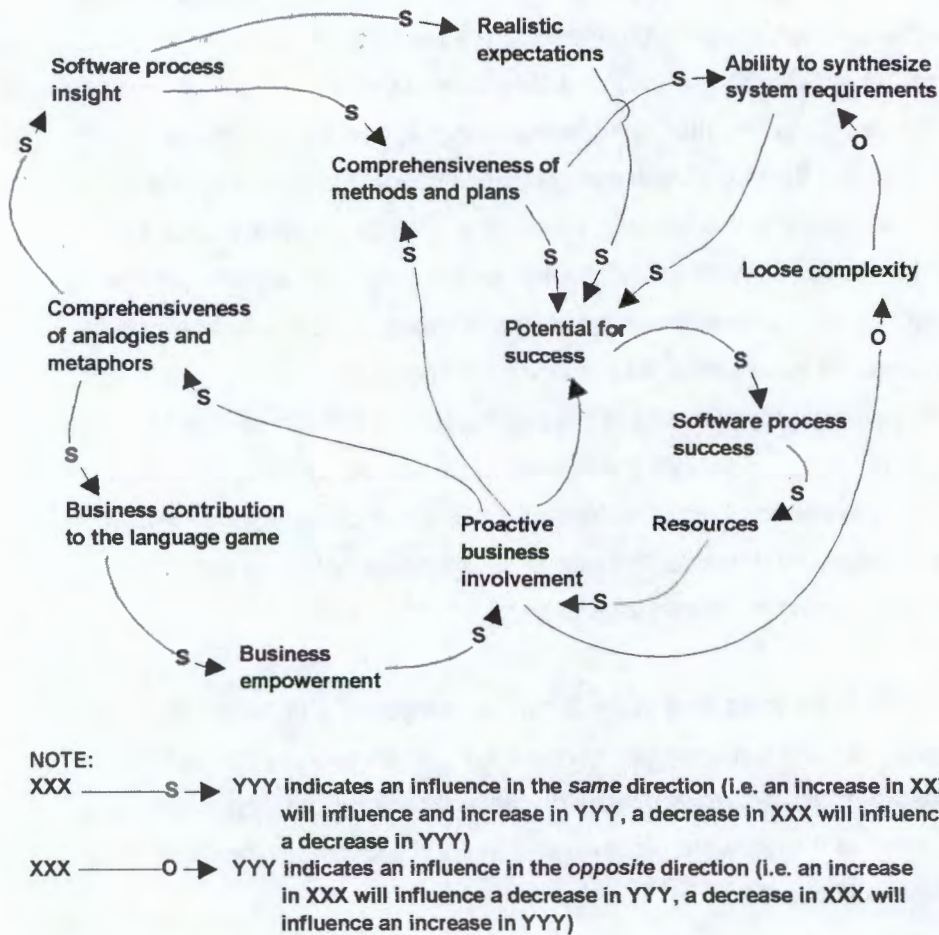 S
Realistic
expectations
Software process
insight
S
Ability to synthesize
system requirements
S
S
O
Comprehensiveness of
methods and plans
S
S
S
S
Loose complexity
Comprehensiveness
of analogies and
metaphors
Potential for
success
O
S
S
Software process
success
S
S
Business contribution
to the language game
Proactive
business
involvement
Resources
S
S
S
Business
empowerment
NOTE:
XXX S YYY indicates an influence in the same direction (i.e. an increase in XX
will influence and increase in YYY, a decrease in XXX will influenc
a decrease in YYY)
XXX O YYY indicates an influence in the opposite direction (i.e. an increase
in XXX will influence a decrease in YYY, a decrease in XXX will
influence an increase in YYY)